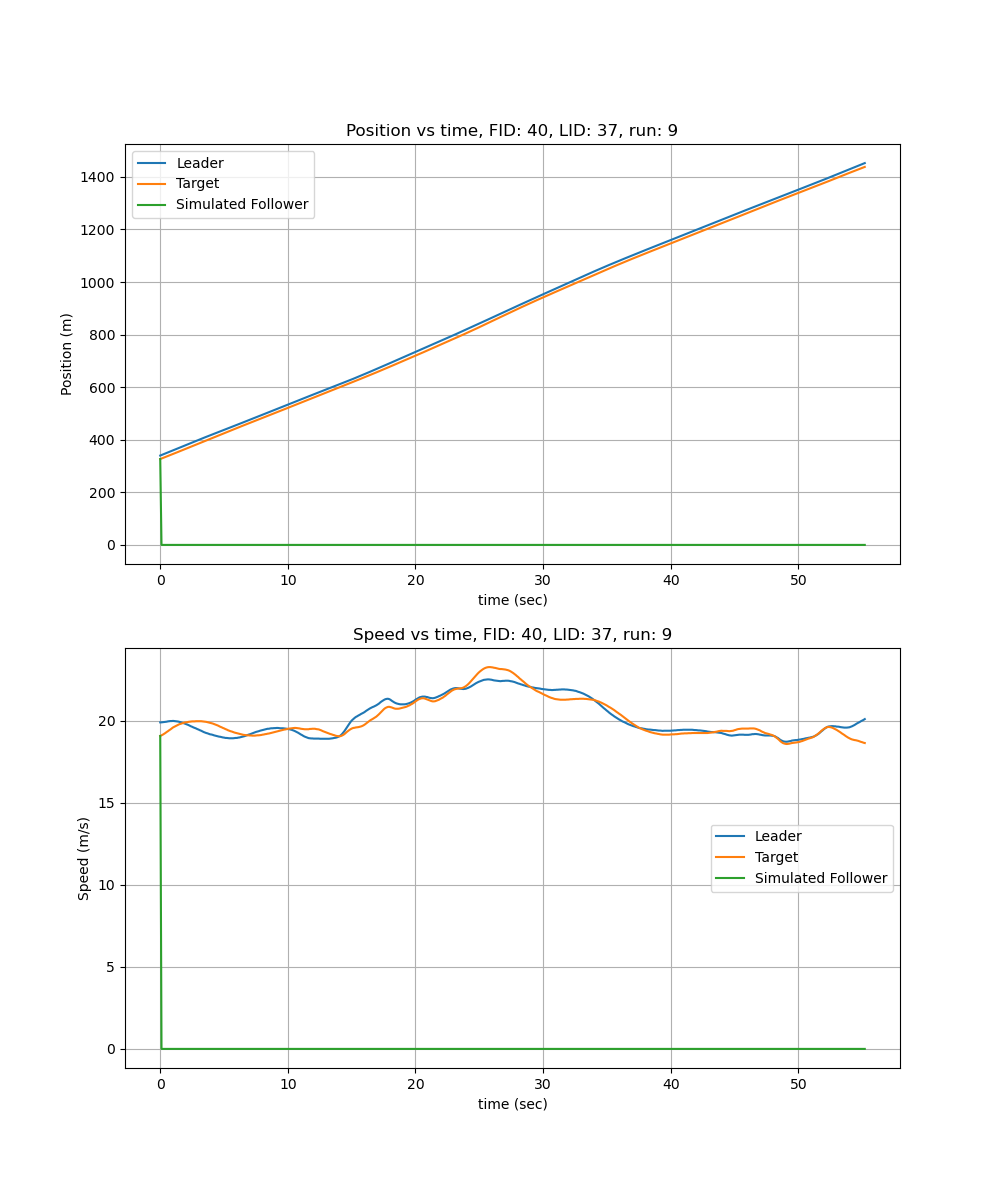 Position vs time, FID: 40, LID: 37, run: 9
Leader
Target
Simulated Follower
1400
1200
1000
800
600
400
200
0
Position (m)
0 10 20 30 40 50
time (sec)
Speed vs time, FID: 40, LID: 37, run: 9
20
15
10
5
0
Speed (m/s)
Leader
Target
Simulated Follower
0 10 20 30 40 50
time (sec)